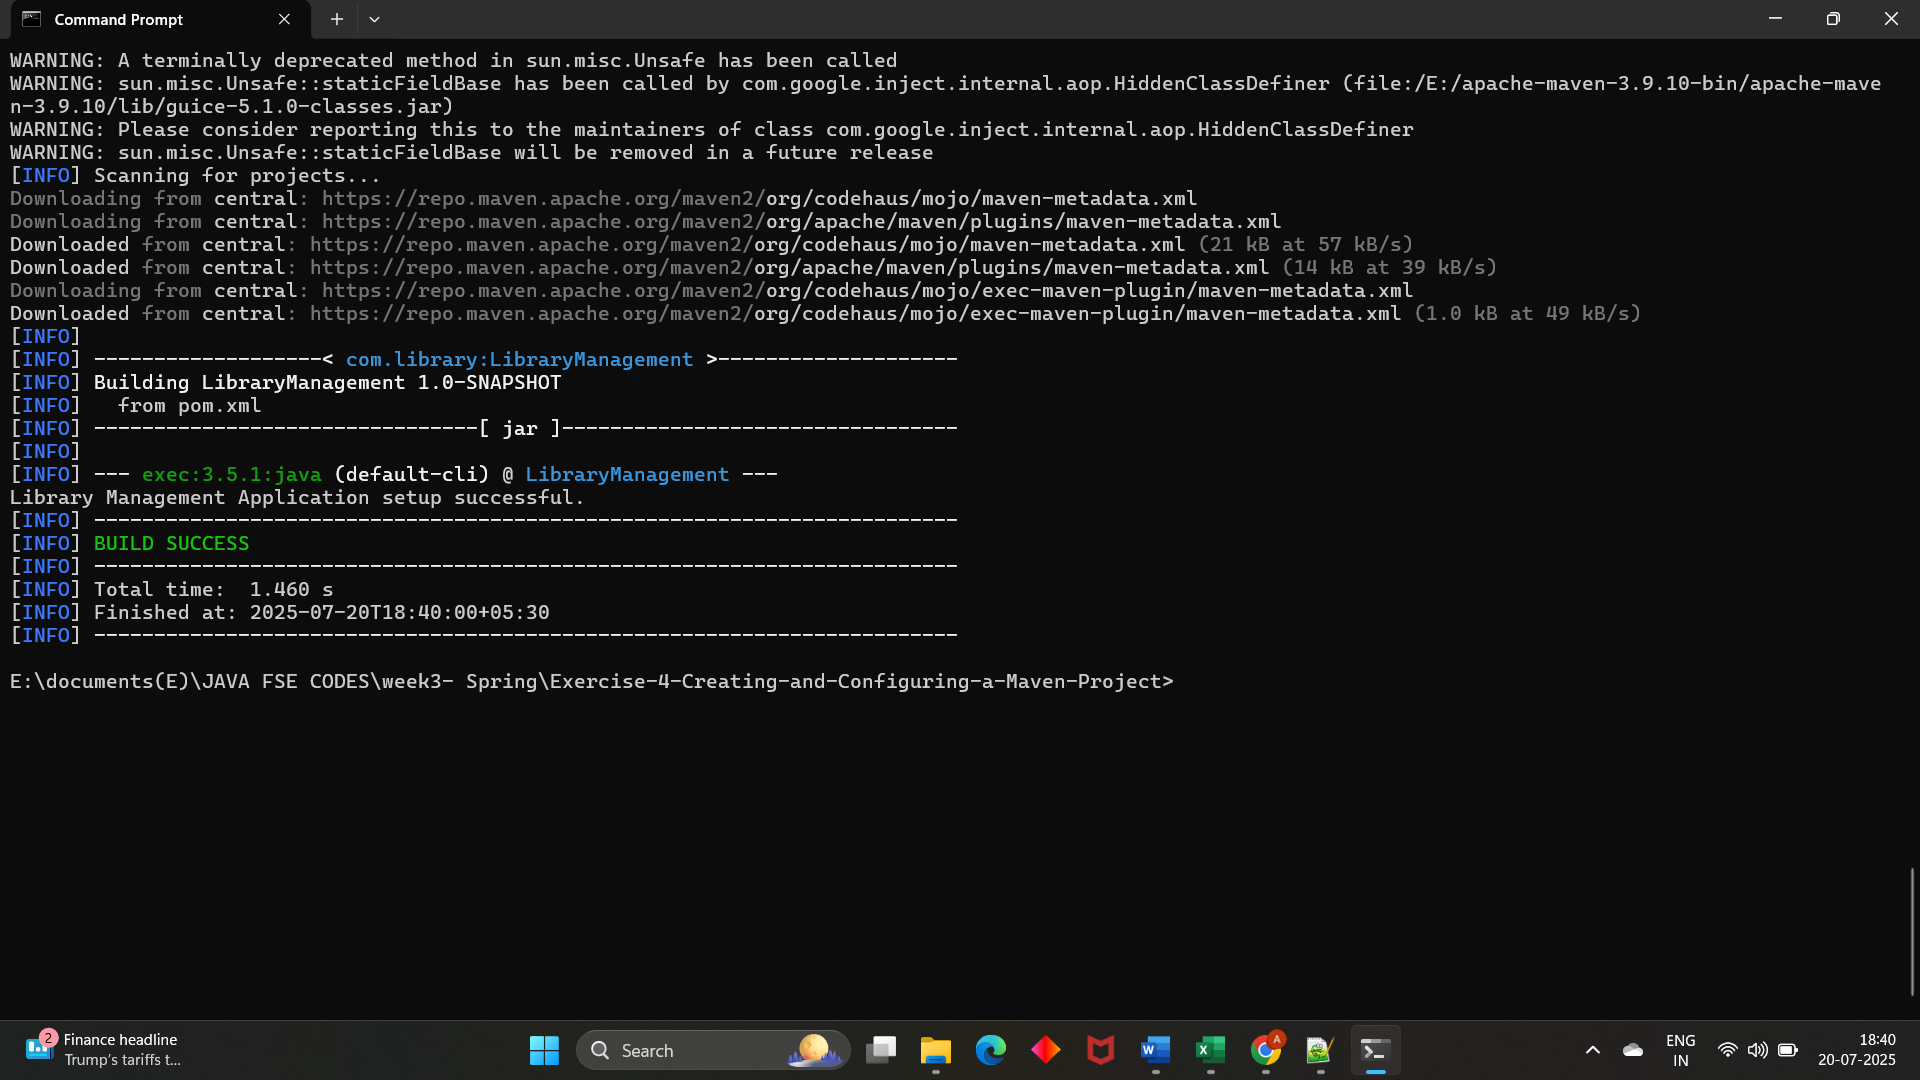 Command Prompt
WARNING: A terminally deprecated method in sun.misc.Unsafe has been called
WARNING: sun.misc.Unsafe::staticFieldBase has been called by com.google.inject.internal.aop.HiddenClassDefiner (file:/E:/apache-maven-3.9.10-bin/apache-mave
n-3.9.10/lib/guice-5.1.0-classes.jar)
WARNING: Please consider reporting this to the maintainers of class com.google.inject.internal.aop.HiddenClassDefiner
WARNING: sun.misc.Unsafe::staticFieldBase will be removed in a future release
[INFO] Scanning for projects...
Downloading from central: https://repo.maven.apache.org/maven2/org/codehaus/mojo/maven-metadata.xml
Downloading from central: https://repo.maven.apache.org/maven2/org/apache/maven/plugins/maven-metadata.xml
Downloaded from central: https://repo.maven.apache.org/maven2/org/codehaus/mojo/maven-metadata.xml (21 kB at 57 kB/s)
Downloaded from central: https://repo.maven.apache.org/maven2/org/apache/maven/plugins/maven-metadata.xml (14 kB at 39 kB/s)
Downloading from central: https://repo.maven.apache.org/maven2/org/codehaus/mojo/exec-maven-plugin/maven-metadata.xml
Downloaded from central: https://repo.maven.apache.org/maven2/org/codehaus/mojo/exec-maven-plugin/maven-metadata.xml (1.0 kB at 49 kB/s)
[INFO]
[INFO] -------------------< com.library:LibraryManagement >--------------------
[INFO] Building LibraryManagement 1.0-SNAPSHOT
[INFO]   from pom.xml
[INFO] --------------------------------[ jar ]---------------------------------
[INFO]
[INFO] --- exec:3.5.1:java (default-cli) @ LibraryManagement ---
Library Management Application setup successful.
[INFO] ------------------------------------------------------------------------
[INFO] BUILD SUCCESS
[INFO] ------------------------------------------------------------------------
[INFO] Total time:  1.460 s
[INFO] Finished at: 2025-07-20T18:40:00+05:30
[INFO] ------------------------------------------------------------------------
E:\documents(E)\JAVA FSE CODES\week3- Spring\Exercise-4-Creating-and-Configuring-a-Maven-Project>
2
Finance headline
Trump's tariffs t...
Search
W
X
A
ENG
IN
18:40
20-07-2025